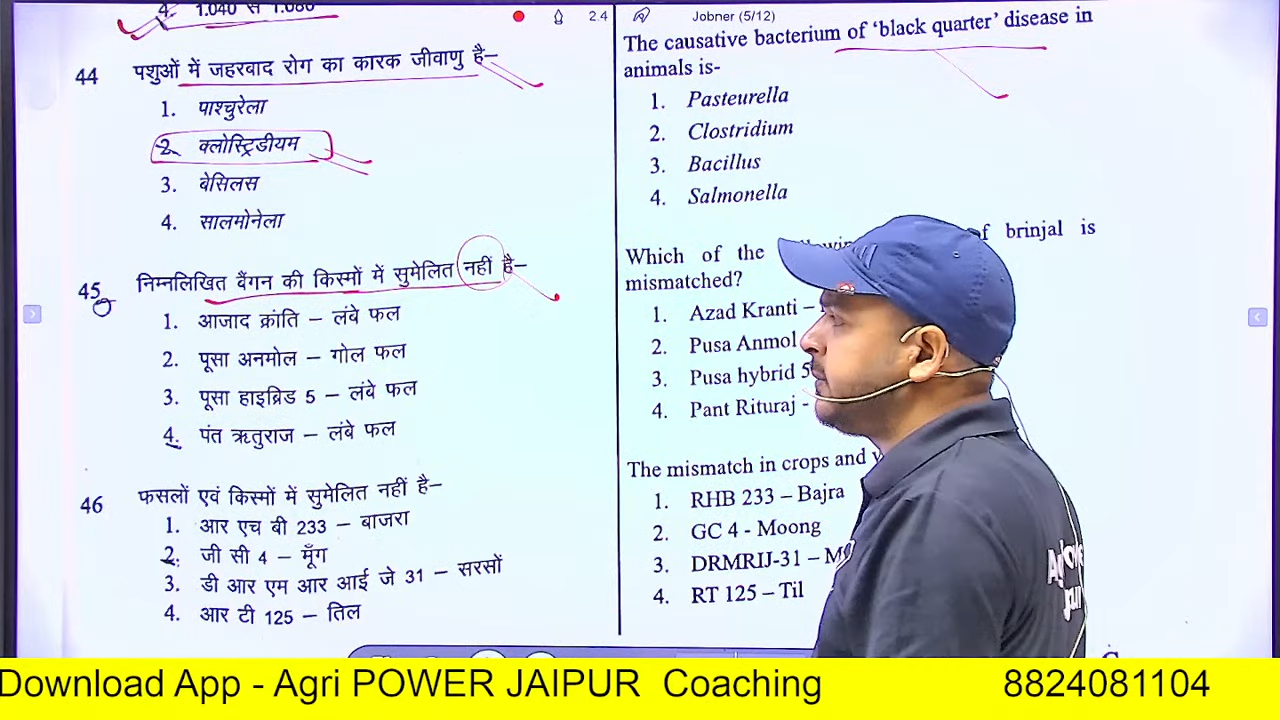 4. 1.040 से 1.080
2.4
Jobner (5/12)
44 पशुओं में जहरबाद रोग का कारक जीवाणु है–
1. पाश्चुरेला
2. क्लोस्ट्रिडीयम
3. बेसिलस
4. सालमोनेला
45 निम्नलिखित बैंगन की किस्मों में सुमेलित नहीं है–
1. आजाद क्रांति – लंबे फल
2. पूसा अनमोल – गोल फल
3. पूसा हाइब्रिड 5 – लंबे फल
4. पंत ऋतुराज – लंबे फल
46 फसलों एवं किस्मों में सुमेलित नहीं है–
1. आर एच बी 233 – बाजरा
2. जी सी 4 – मूँग
3. डी आर एम आर आई जे 31 – सरसों
4. आर टी 125 – तिल
The causative bacterium of ‘black quarter’ disease in
animals is-
1. Pasteurella
2. Clostridium
3. Bacillus
4. Salmonella
Which of the brinjal is
mismatched?
1. Azad Kranti –
2. Pusa Anmol
3. Pusa hybrid 5
4. Pant Rituraj -
The mismatch in crops and
1. RHB 233 – Bajra
2. GC 4 - Moong
3. DRMRIJ-31 –
4. RT 125 – Til
Download App - Agri POWER JAIPUR Coaching 8824081104